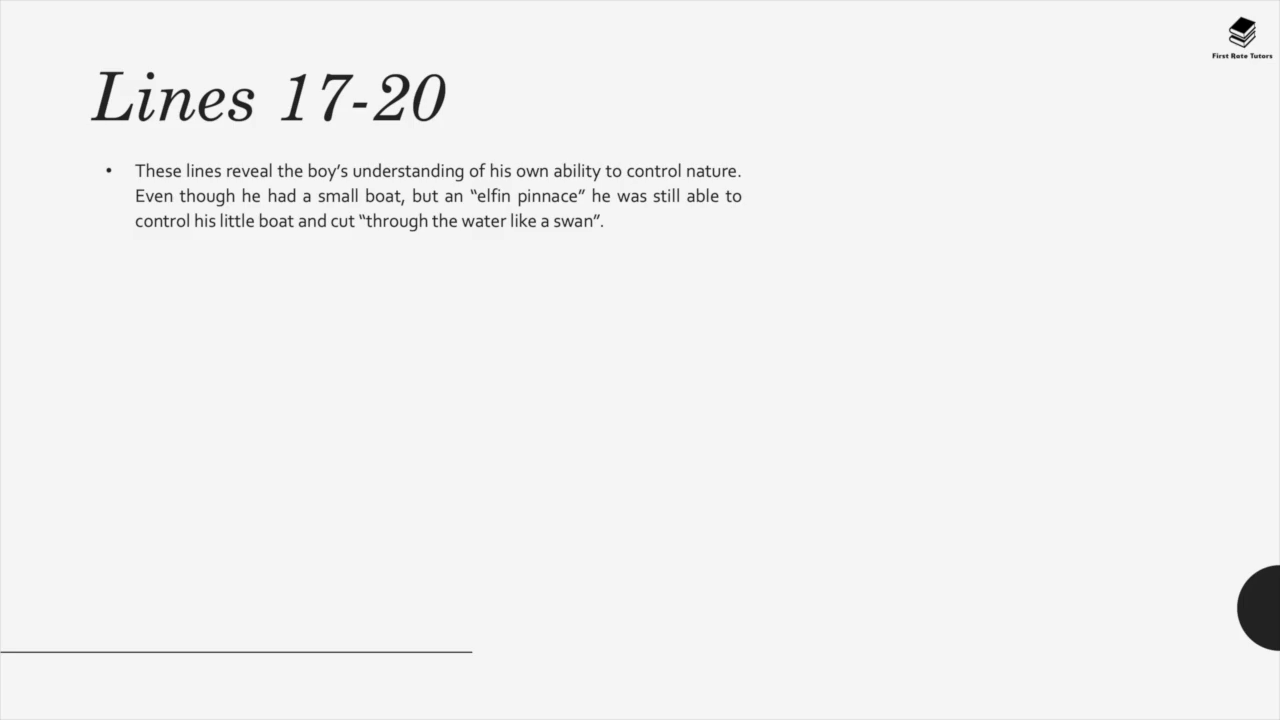 First Rate Tutors
Lines 17-20
• These lines reveal the boy’s understanding of his own ability to control nature.
Even though he had a small boat, but an “elfin pinnace” he was still able to
control his little boat and cut “through the water like a swan”.